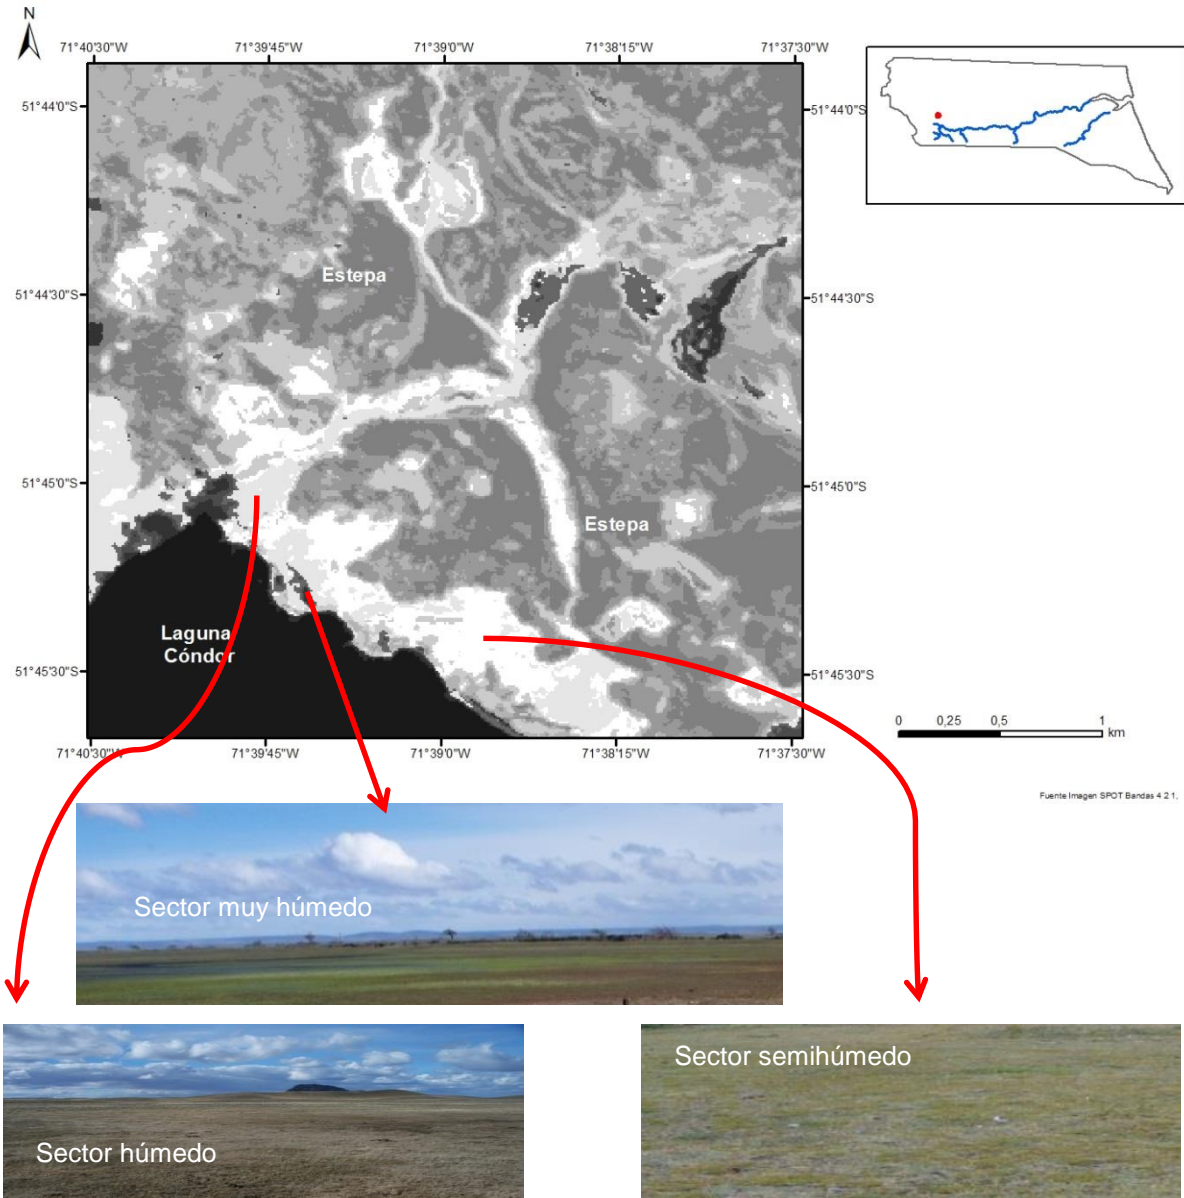 N
71°40'30"W
71°39'45"W
71°39'0"W
71°38'15"W
71°37'30"W
51°44'0"S
51°44'0"S
Estepa
51°44'30"S
51°44'30"S
51°45'0"S
51°45'0"S
Estepa
Laguna
Cóndor
51°45'30"S
51°45'30"S
0 0,25 0,5 1
km
71°40'30"W
71°39'45"W
71°39'0"W
71°38'15"W
71°37'30"W
Fuente Imagen SPOT Bandas 4 2 1.
Sector muy húmedo
Sector semihúmedo
Sector húmedo